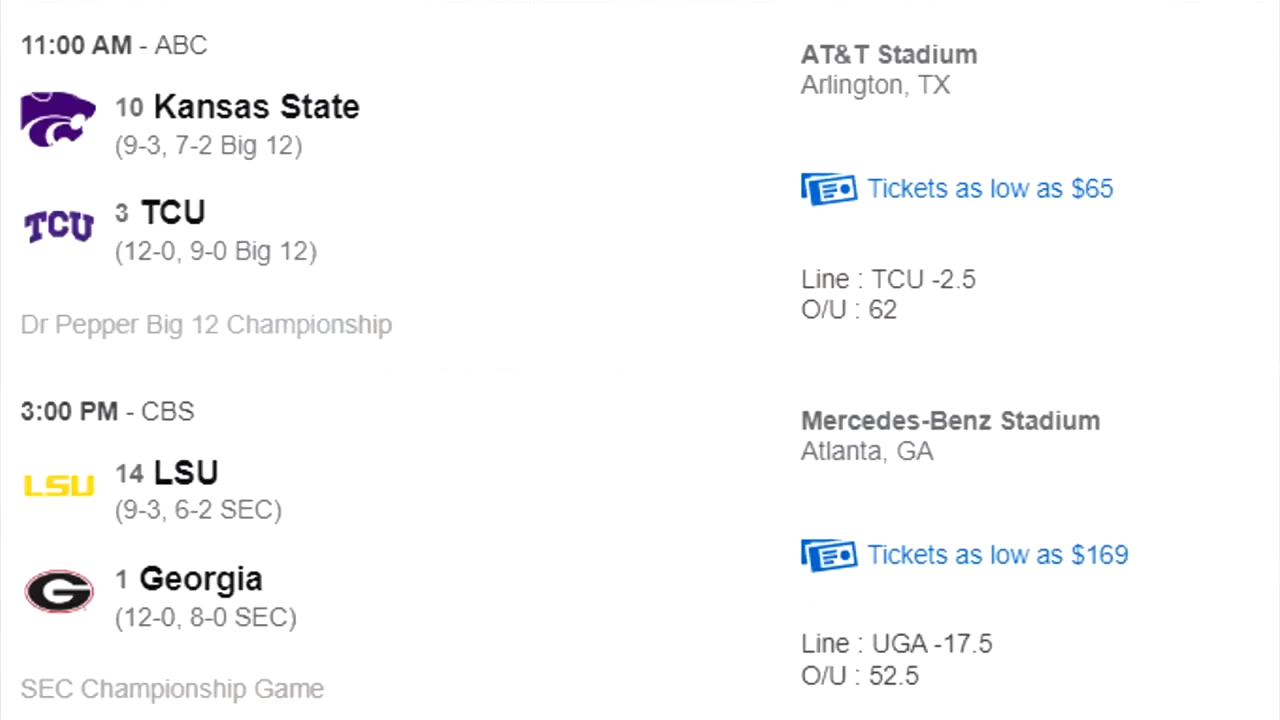 11:00 AM - ABC
AT&T Stadium
Arlington, TX
10 Kansas State
(9-3, 7-2 Big 12)
TCU
3 TCU
(12-0, 9-0 Big 12)
Tickets as low as $65
Line : TCU -2.5
O/U : 62
Dr Pepper Big 12 Championship
3:00 PM - CBS
Mercedes-Benz Stadium
Atlanta, GA
LSU
14 LSU
(9-3, 6-2 SEC)
G
1 Georgia
(12-0, 8-0 SEC)
Tickets as low as $169
Line : UGA -17.5
O/U : 52.5
SEC Championship Game